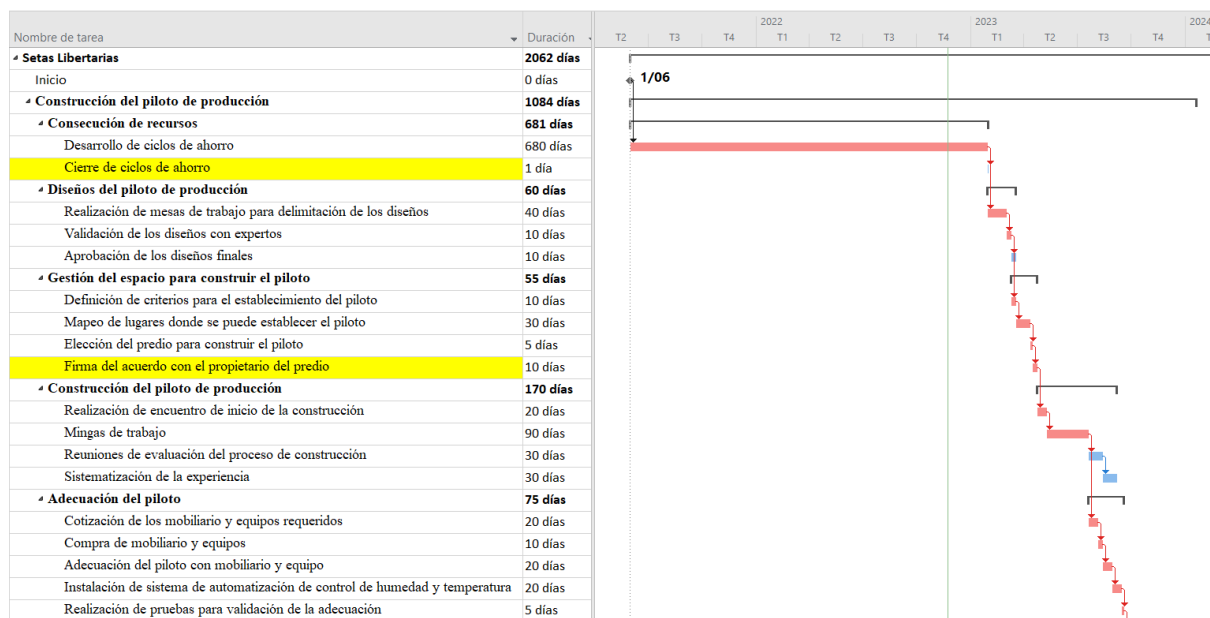 2022 2023 2024
Nombre de tarea Duración T2 T3 T4 T1 T2 T3 T4 T1 T2 T3 T4
Setas Libertarias 2062 días
Inicio 0 días 1/06
Construcción del piloto de producción 1084 días
Consecución de recursos 681 días
Desarrollo de ciclos de ahorro 680 días
Cierre de ciclos de ahorro 1 día
Diseños del piloto de producción 60 días
Realización de mesas de trabajo para delimitación de los diseños 40 días
Validación de los diseños con expertos 10 días
Aprobación de los diseños finales 10 días
Gestión del espacio para construir el piloto 55 días
Definición de criterios para el establecimiento del piloto 10 días
Mapeo de lugares donde se puede establecer el piloto 30 días
Elección del predio para construir el piloto 5 días
Firma del acuerdo con el propietario del predio 10 días
Construcción del piloto de producción 170 días
Realización de encuentro de inicio de la construcción 20 días
Mingas de trabajo 90 días
Reuniones de evaluación del proceso de construcción 30 días
Sistematización de la experiencia 30 días
Adecuación del piloto 75 días
Cotización de los mobiliario y equipos requeridos 20 días
Compra de mobiliario y equipos 10 días
Adecuación del piloto con mobiliario y equipo 20 días
Instalación de sistema de automatización de control de humedad y temperatura 20 días
Realización de pruebas para validación de la adecuación 5 días